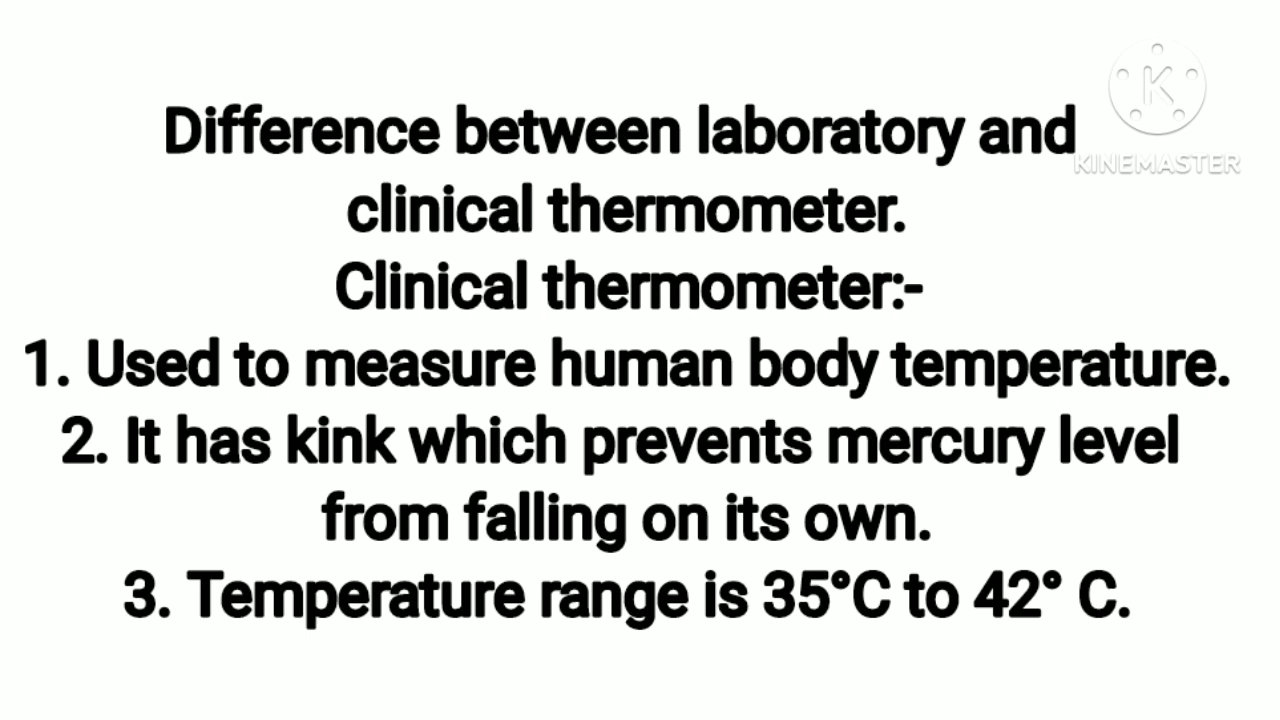 Difference between laboratory and
clinical thermometer.
Clinical thermometer:-
1. Used to measure human body temperature.
2. It has kink which prevents mercury level
from falling on its own.
3. Temperature range is 35°C to 42° C.
K
KINEMASTER